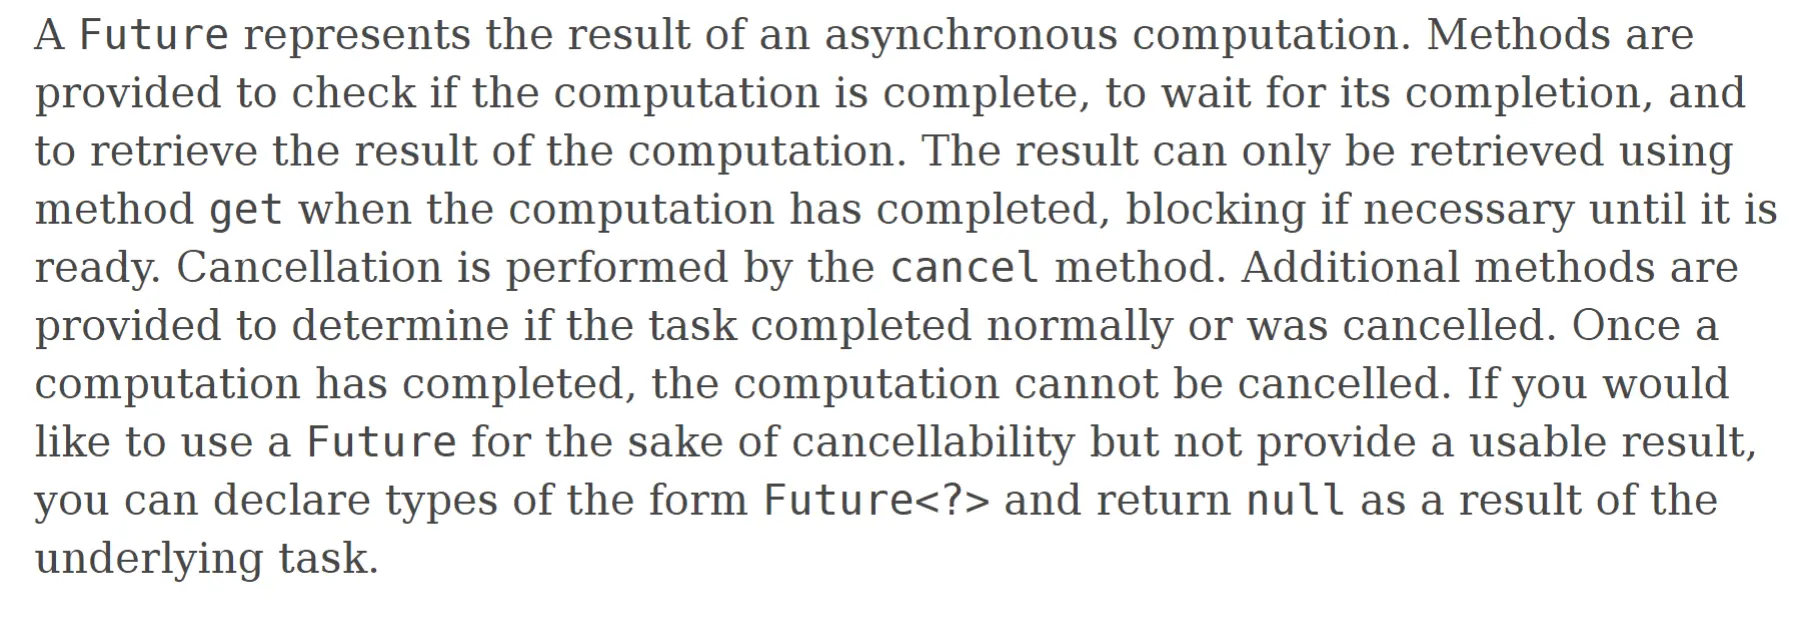 A Future represents the result of an asynchronous computation. Methods are
provided to check if the computation is complete, to wait for its completion, and
to retrieve the result of the computation. The result can only be retrieved using
method get when the computation has completed, blocking if necessary until it is
ready. Cancellation is performed by the cancel method. Additional methods are
provided to determine if the task completed normally or was cancelled. Once a
computation has completed, the computation cannot be cancelled. If you would
like to use a Future for the sake of cancellability but not provide a usable result,
you can declare types of the form Future<?> and return null as a result of the
underlying task.